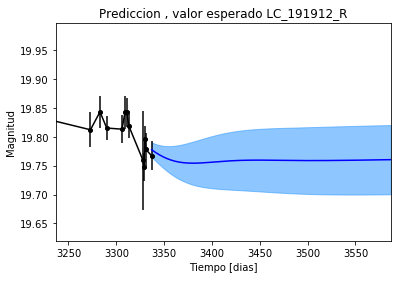 Prediccion , valor esperado LC_191912_R
Magnitud
19.95
19.90
19.85
19.80
19.75
19.70
19.65
3250 3300 3350 3400 3450 3500 3550
Tiempo [dias]